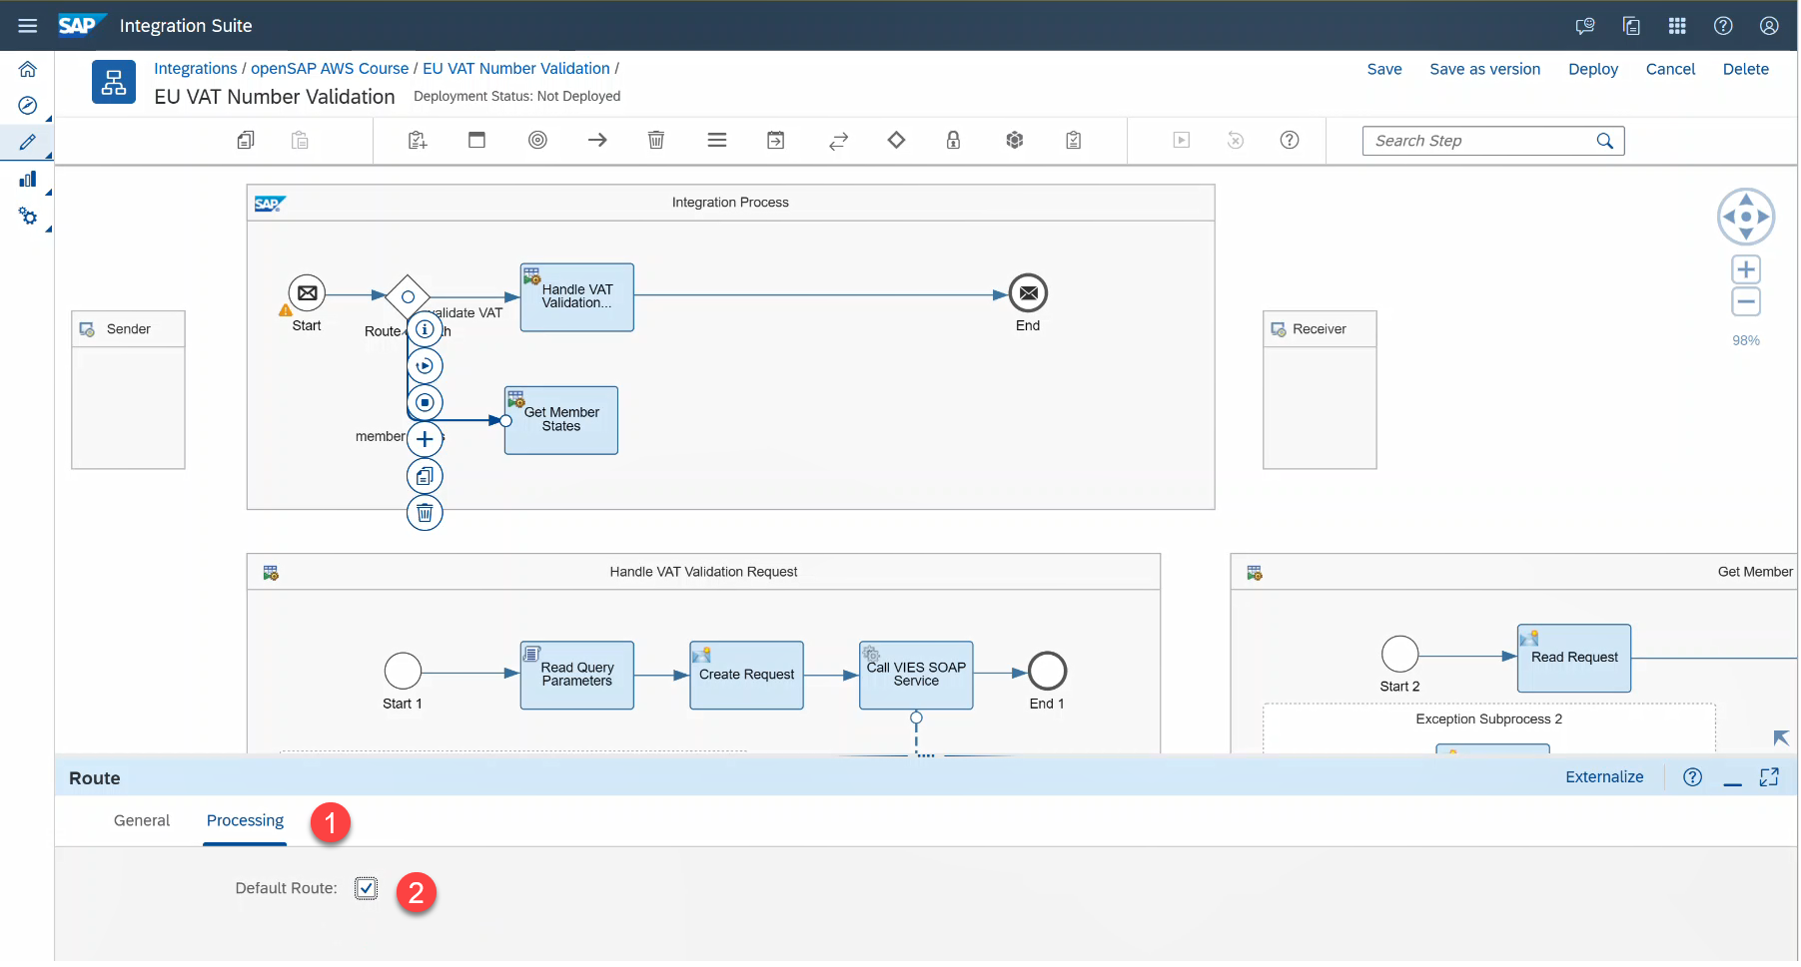 SAP Integration Suite
Integrations / openSAP AWS Course / EU VAT Number Validation /
Save
Save as version
Deploy
Cancel
Delete
EU VAT Number Validation
Deployment Status: Not Deployed
Search Step
SAP
Integration Process
Start
Route
validate VAT
Handle VAT
Validation...
End
Sender
Receiver
98%
member
Get Member
States
Handle VAT Validation Request
Get Member
Start 1
Read Query
Parameters
Create Request
Call VIES SOAP
Service
End 1
Start 2
Read Request
Exception Subprocess 2
Route
Externalize
General
Processing
1
Default Route:
2